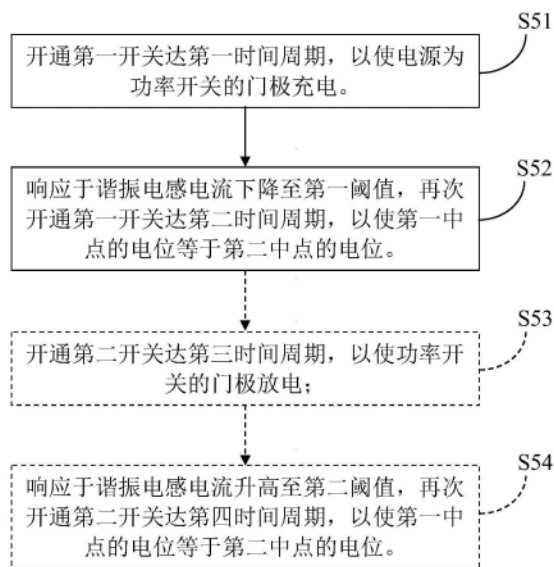 S51
开通第一开关达第一时间周期，以使电源为
功率开关的门极充电。
S52
响应于谐振电感电流下降至第一阈值，再次
开通第一开关达第二时间周期，以使第一中
点的电位等于第二中点的电位。
S53
开通第二开关达第三时间周期，以使功率开
关的门极放电；
S54
响应于谐振电感电流升高至第二阈值，再次
开通第二开关达第四时间周期，以使第一中
点的电位等于第二中点的电位。